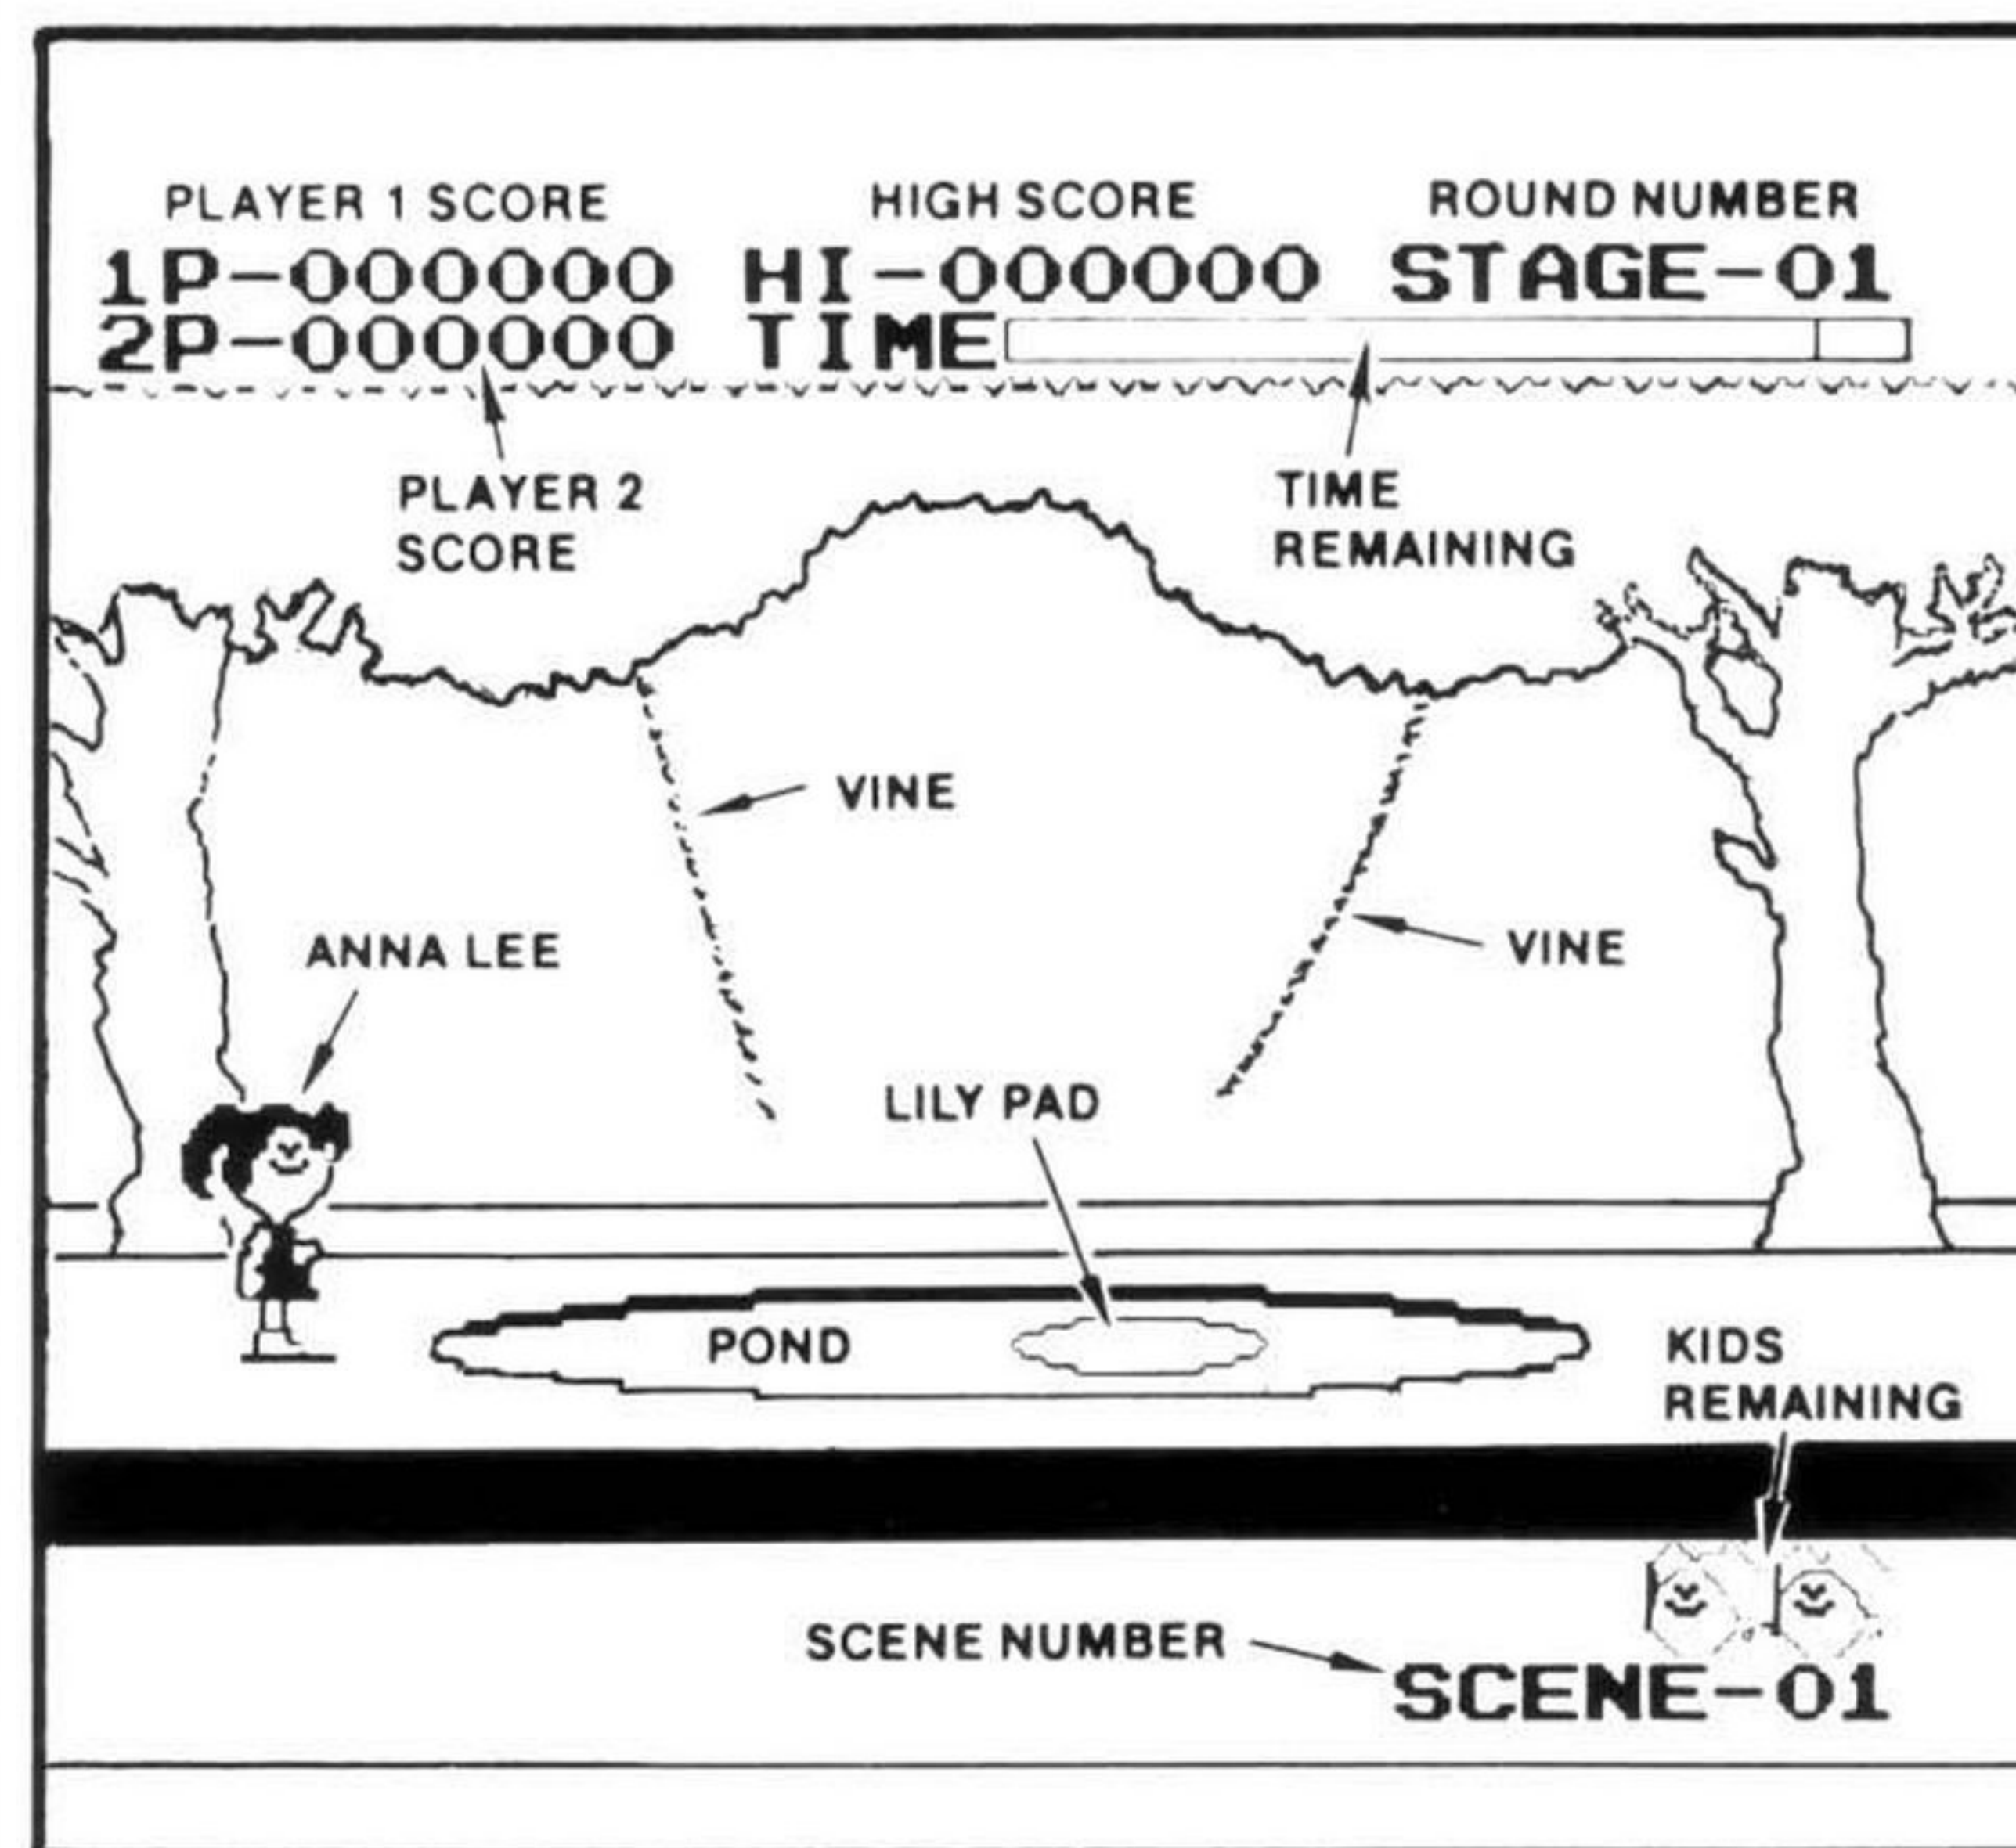 PLAYER 1 SCORE HIGH SCORE ROUND NUMBER
1P-000000 HI-000000 STAGE-01
2P-000000 TIME
PLAYER 2
SCORE
TIME
REMAINING
VINE
VINE
ANNA LEE
LILY PAD
POND
KIDS
REMAINING
SCENE NUMBER
SCENE-01